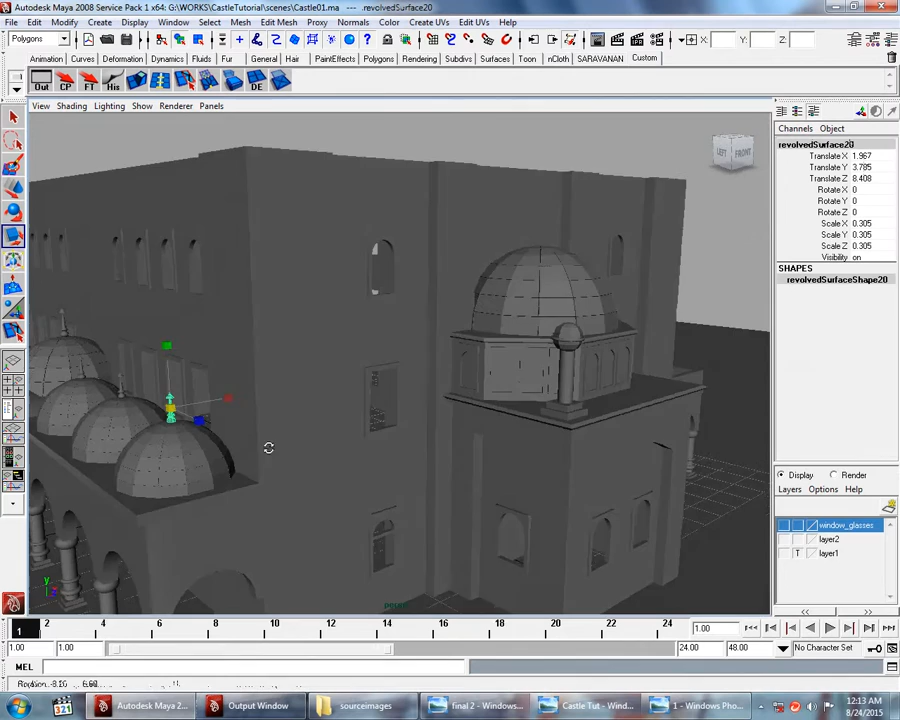 Autodesk Maya 2008 Service Pack 1 x64: G:\WORKS\CastleTutorial\scenes\Castle01.ma --- .revolvedSurface20
File Edit Modify Create Display Window Select Mesh Edit Mesh Proxy Normals Color Create UVs Edit UVs Help
Polygons X: Y: Z:
Animation Curves Deformation Dynamics Fluids Fur General Hair PaintEffects Polygons Rendering Subdivs Surfaces Toon nCloth SARAVANAN Custom
Out CP FT His DE
View Shading Lighting Show Renderer Panels
Channels Object
revolvedSurface20
Translate X 1.967
Translate Y 3.785
Translate Z 8.408
Rotate X 0
Rotate Y 0
Rotate Z 0
Scale X 0.305
Scale Y 0.305
Scale Z 0.305
Visibility on
SHAPES
revolvedSurfaceShape20
LEFT FRONT
Display Render
Layers Options Help
window_glasses
layer2
T layer1
y
persp
1 2 4 6 8 10 12 14 16 18 20 22 24 1.00
1.00 1.00 24.00 48.00 No Character Set
MEL
321 Autodesk Maya 2... Output Window sourceimages final 2 - Windows... Castle Tut - Wind... 1 - Windows Pho... 12:13 AM
8/24/2015